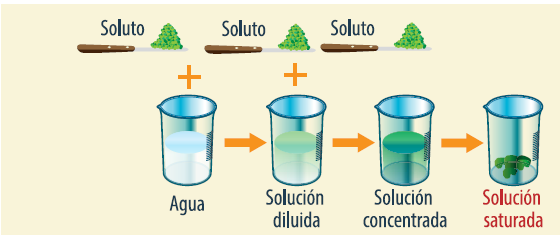 Soluto Soluto Soluto
+ +
Agua
Solución
diluida
Solución
concentrada
Solución
saturada